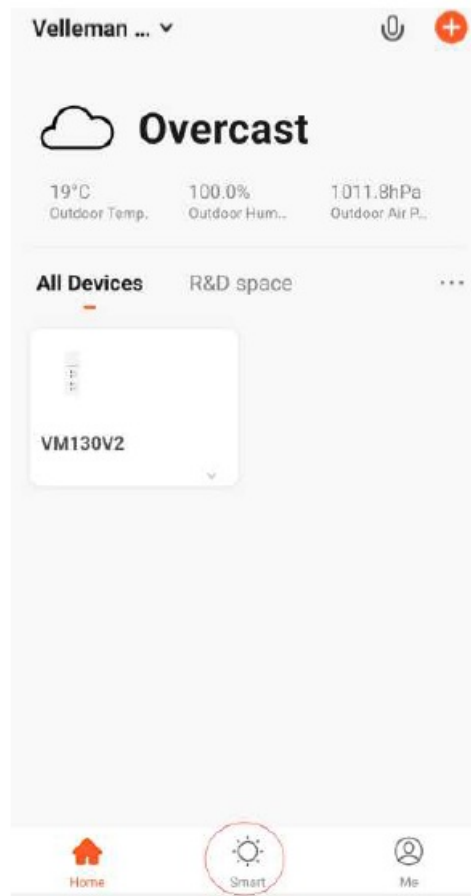 Velleman ...
Overcast
19°C 100.0% 1011.8hPa
Outdoor Temp. Outdoor Hum... Outdoor Air P...
All Devices R&D space ...
VM130V2
Home Smart Me